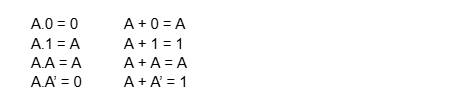 A.0 = 0 A + 0 = A
A.1 = A A + 1 = 1
A.A = A A + A = A
A.A’ = 0 A + A’ = 1